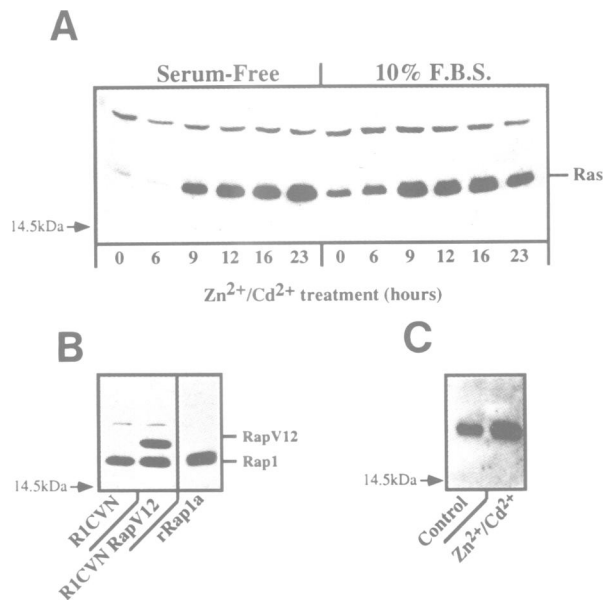 A
Serum-Free 10% F.B.S.
Ras
14.5kDa
0 6 9 12 16 23 0 6 9 12 16 23
Zn2+/Cd2+ treatment (hours)
B
C
RapV12
Rap1
14.5kDa
14.5kDa
R1CVN
R1CVN RapV12
rRap1a
Control
Zn2+/Cd2+